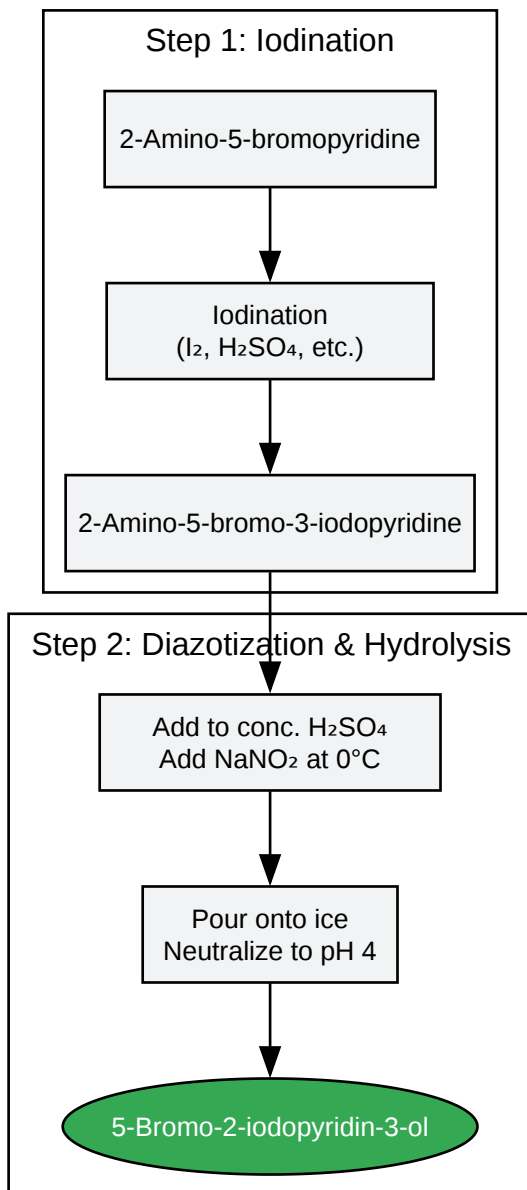 Step 1: Iodination
2-Amino-5-bromopyridine
Iodination
(I₂, H₂SO₄, etc.)
2-Amino-5-bromo-3-iodopyridine
Step 2: Diazotization & Hydrolysis
Add to conc. H₂SO₄
Add NaNO₂ at 0°C
Pour onto ice
Neutralize to pH 4
5-Bromo-2-iodopyridin-3-ol